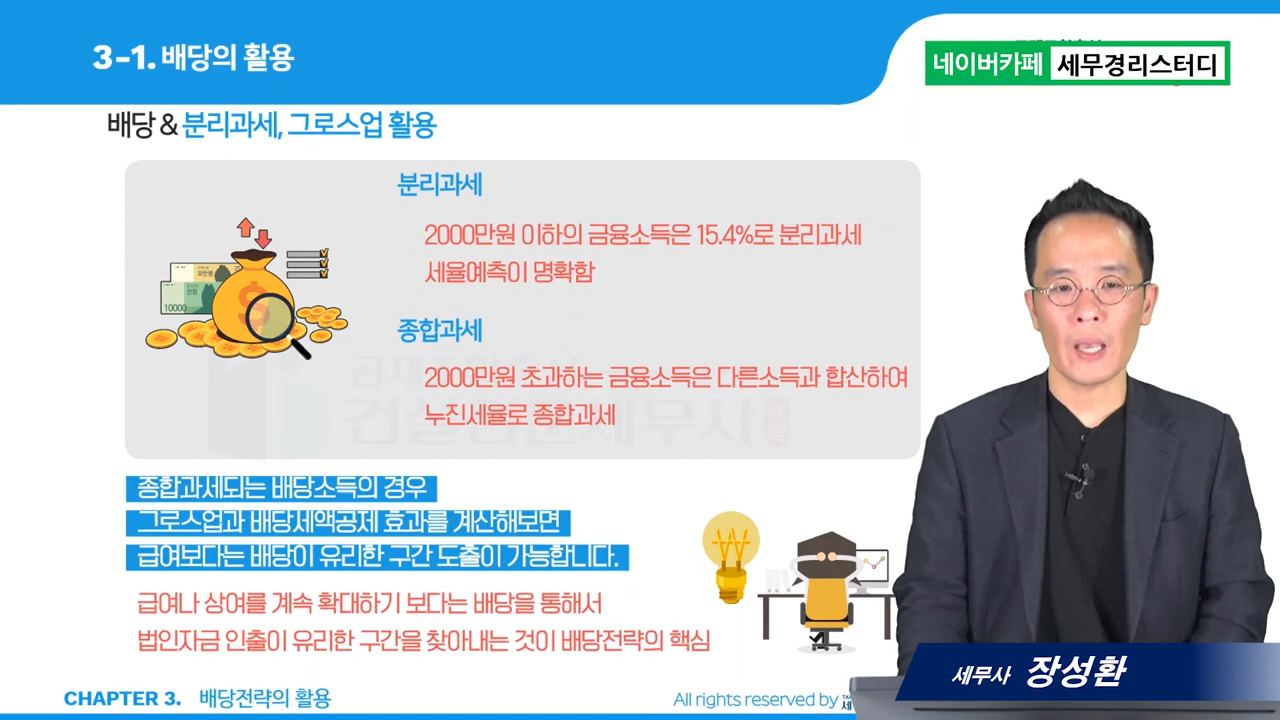 3-1. 배당의 활용
네이버카페 세무경리스터디
배당 & 분리과세, 그로스업 활용
분리과세
2000만원 이하의 금융소득은 15.4%로 분리과세
세율예측이 명확함
종합과세
2000만원 초과하는 금융소득은 다른소득과 합산하여
누진세율로 종합과세
10000
종합과세되는 배당소득의 경우
그로스업과 배당세액공제 효과를 계산해보면
급여보다는 배당이 유리한 구간 도출이 가능합니다.
급여나 상여를 계속 확대하기 보다는 배당을 통해서
법인자금 인출이 유리한 구간을 찾아내는 것이 배당전략의 핵심
세무사 장성환
CHAPTER 3. 배당전략의 활용
All rights reserved by